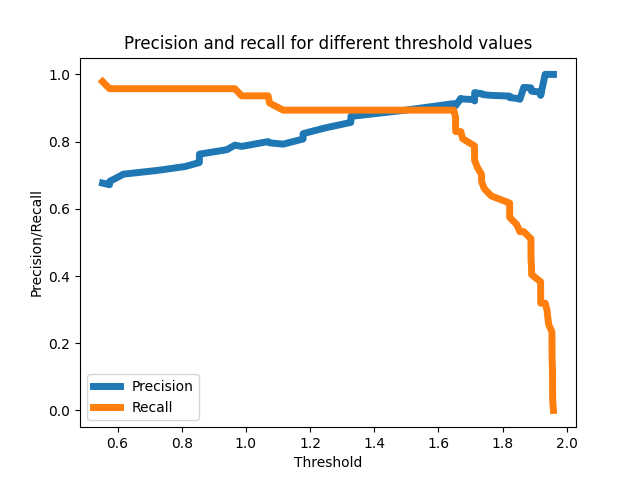 Precision and recall for different threshold values
1.0
0.8
0.6
0.4
0.2
0.0
Precision/Recall
Precision
Recall
0.6 0.8 1.0 1.2 1.4 1.6 1.8 2.0
Threshold